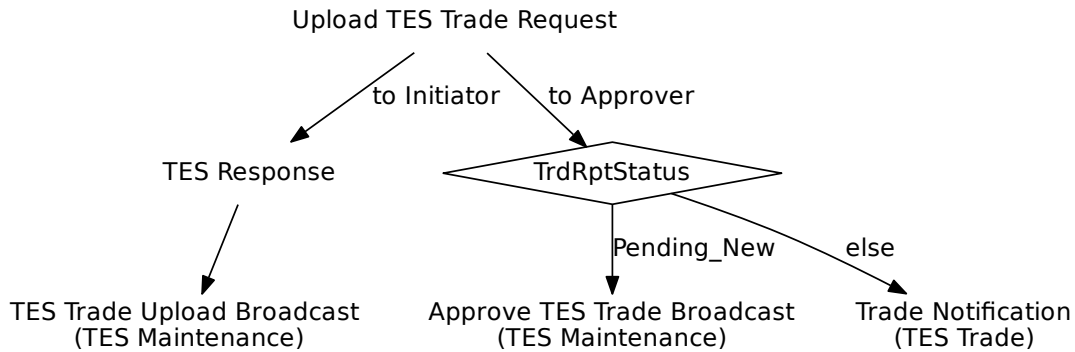 Upload TES Trade Request
to Initiator
to Approver
TES Response
TrdRptStatus
Pending_New
else
TES Trade Upload Broadcast
(TES Maintenance)
Approve TES Trade Broadcast
(TES Maintenance)
Trade Notification
(TES Trade)